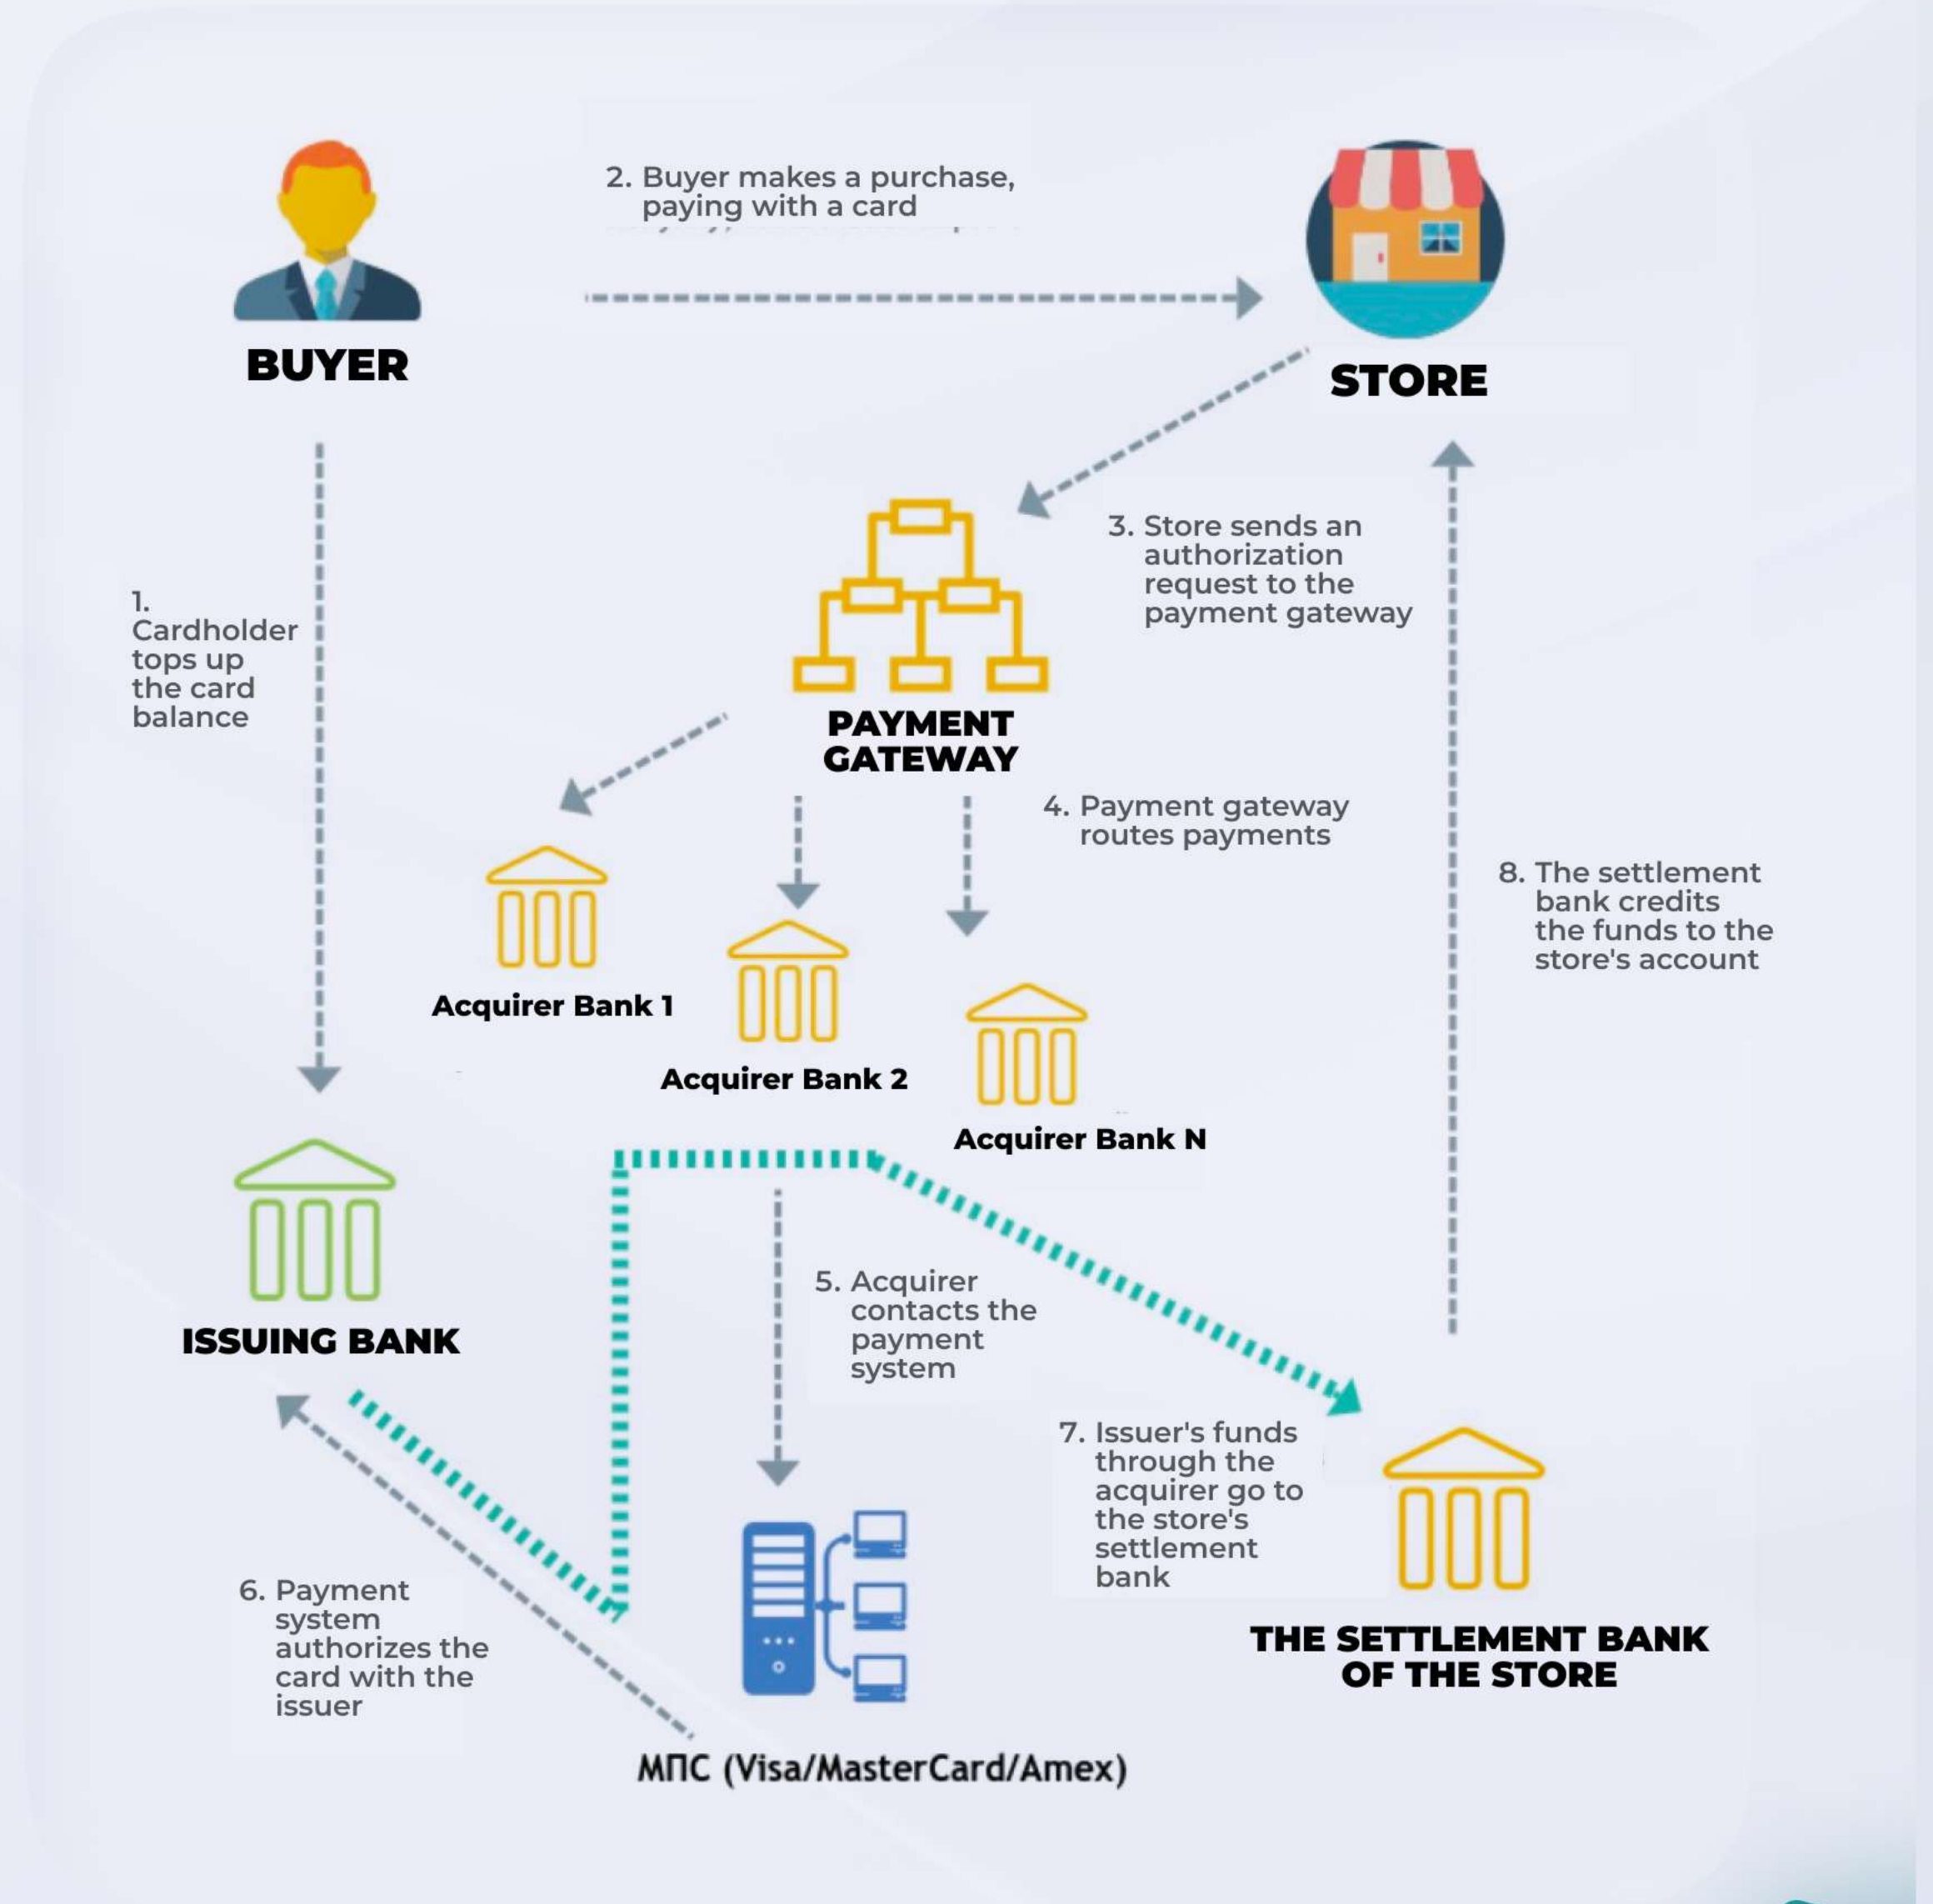 2. Buyer makes a purchase,
paying with a card
BUYER
STORE
3. Store sends an
authorization
request to the
payment gateway
1.
Cardholder
tops up
the card
balance
PAYMENT
GATEWAY
4. Payment gateway
routes payments
8. The settlement
bank credits
the funds to the
store's account
Acquirer Bank 1
Acquirer Bank 2
Acquirer Bank N
ISSUING BANK
5. Acquirer
contacts the
payment
system
7. Issuer's funds
through the
acquirer go to
the store's
settlement
bank
6. Payment
system
authorizes the
card with the
issuer
THE SETTLEMENT BANK
OF THE STORE
МПС (Visa/MasterCard/Amex)